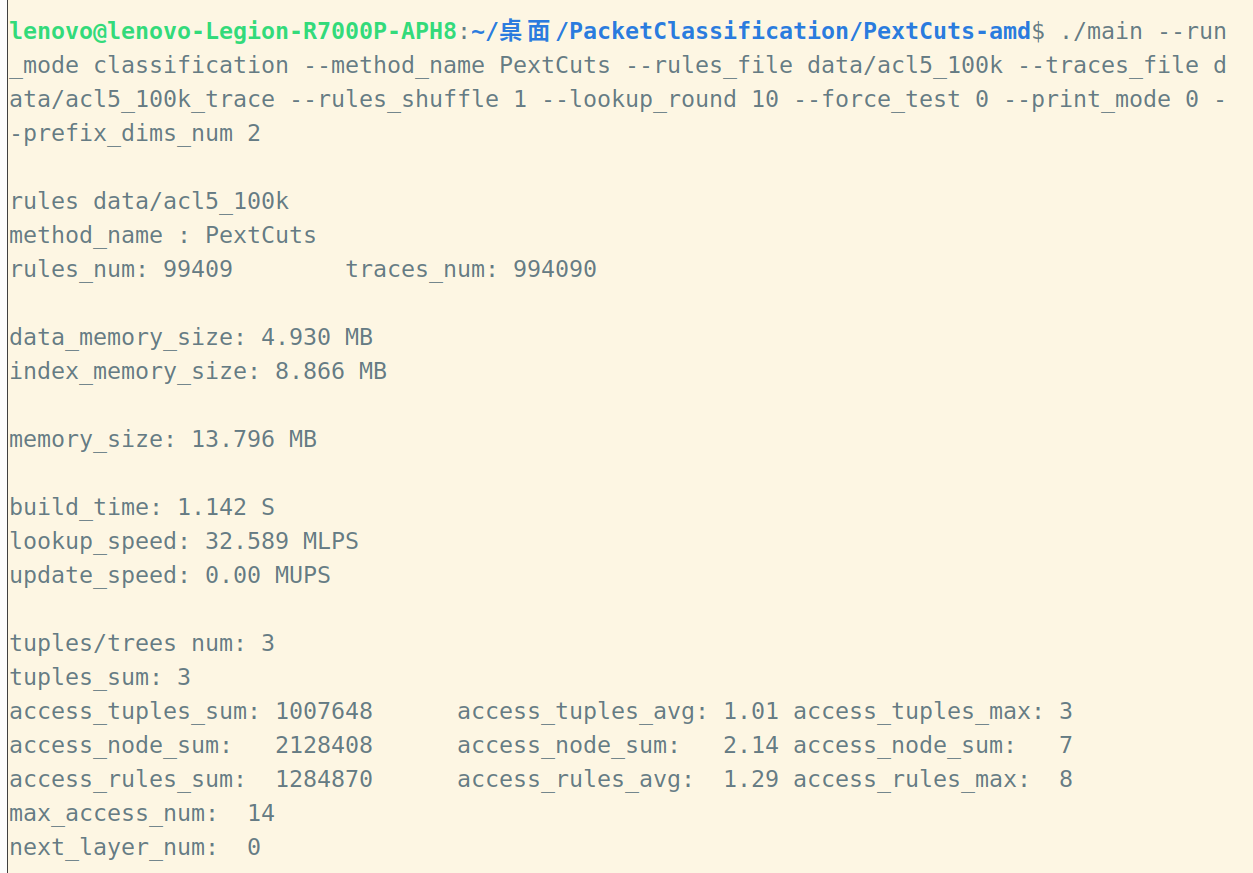 lenovo@lenovo-Legion-R7000P-APH8:~/桌面/PacketClassification/PextCuts-amd$ ./main --run
_mode classification --method_name PextCuts --rules_file data/acl5_100k --traces_file d
ata/acl5_100k_trace --rules_shuffle 1 --lookup_round 10 --force_test 0 --print_mode 0 -
-prefix_dims_num 2
rules data/acl5_100k
method_name : PextCuts
rules_num: 99409        traces_num: 994090
data_memory_size: 4.930 MB
index_memory_size: 8.866 MB
memory_size: 13.796 MB
build_time: 1.142 S
lookup_speed: 32.589 MLPS
update_speed: 0.00 MUPS
tuples/trees num: 3
tuples_sum: 3
access_tuples_sum: 1007648      access_tuples_avg: 1.01 access_tuples_max: 3
access_node_sum:   2128408      access_node_sum:   2.14 access_node_sum:   7
access_rules_sum:  1284870      access_rules_avg:  1.29 access_rules_max:  8
max_access_num:  14
next_layer_num:  0